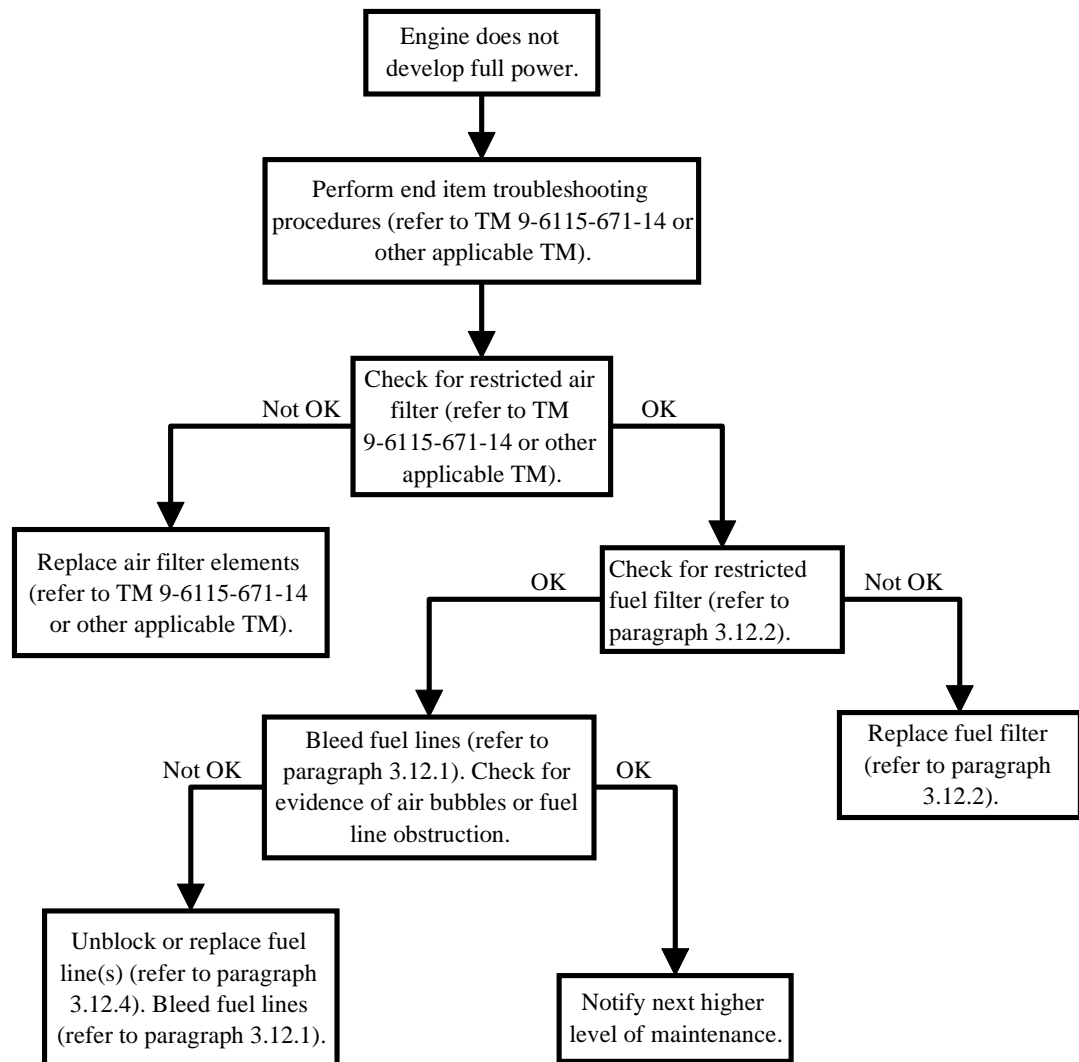 Engine does not
develop full power.
Perform end item troubleshooting
procedures (refer to TM 9-6115-671-14 or
other applicable TM).
Check for restricted air
filter (refer to TM
9-6115-671-14 or other
applicable TM).
Not OK
OK
Replace air filter elements
(refer to TM 9-6115-671-14
or other applicable TM).
Check for restricted
fuel filter (refer to
paragraph 3.12.2).
OK
Not OK
Bleed fuel lines (refer to
paragraph 3.12.1). Check for
evidence of air bubbles or fuel
line obstruction.
Replace fuel filter
(refer to paragraph
3.12.2).
Not OK
OK
Unblock or replace fuel
line(s) (refer to paragraph
3.12.4). Bleed fuel lines
(refer to paragraph 3.12.1).
Notify next higher
level of maintenance.